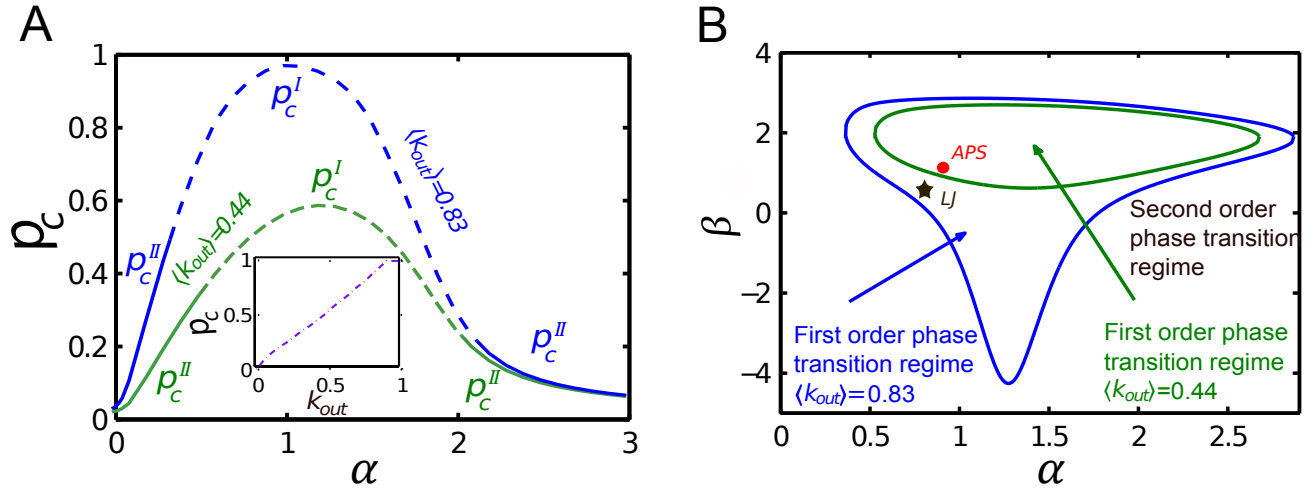 A
1
0.8
0.6
0.4
0.2
0
p_c
p_c^I
p_c^I
p_c^II
p_c^II
p_c^II
p_c^II
⟨k_out⟩=0.83
⟨k_out⟩=0.44
1
0.5
0
p_c
0 1
k_out
0 1 2 3
α
B
4
2
0
−2
−4
β
APS
LJ
Second order
phase transition
regime
First order phase
transition regime
⟨k_out⟩=0.83
First order phase
transition regime
⟨k_out⟩=0.44
0 0.5 1 1.5 2 2.5
α